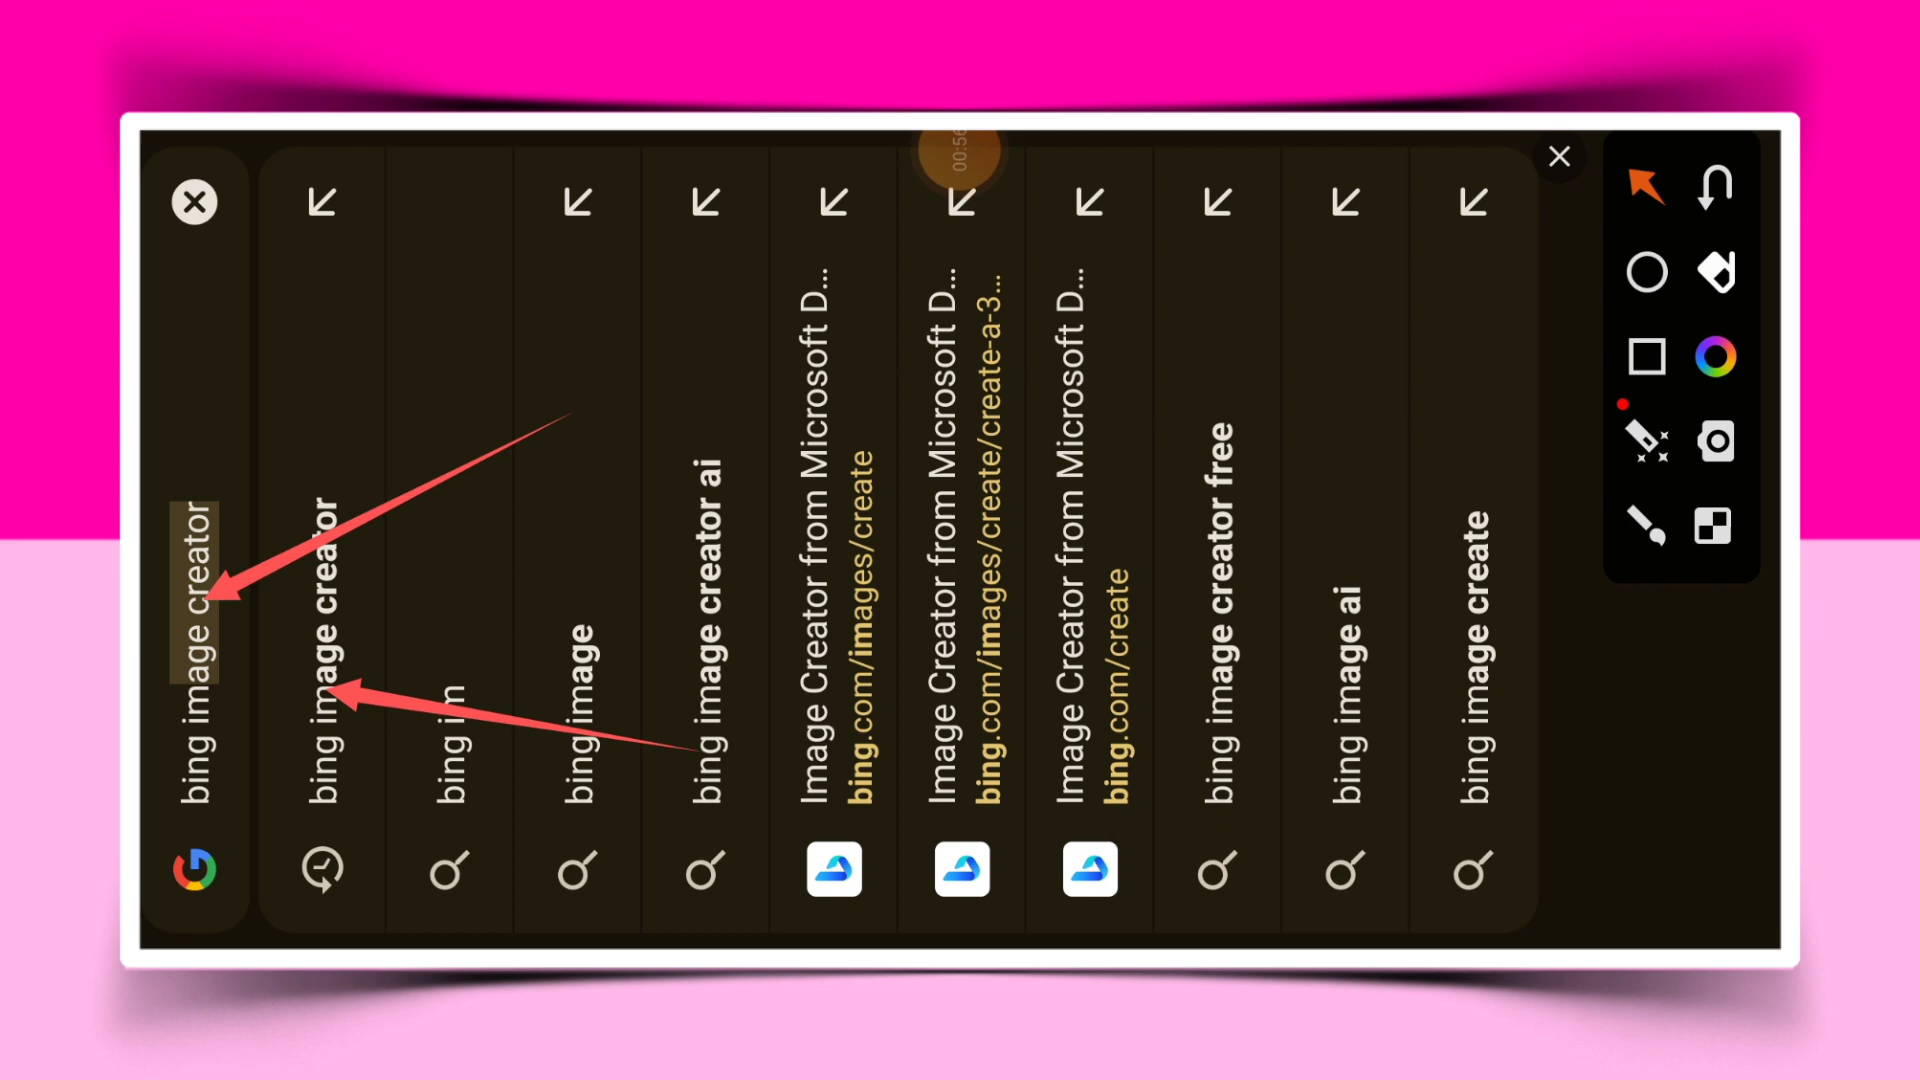 bing image creator
bing image creator
bing im
bing image
bing image creator ai
Image Creator from Microsoft D...
bing.com/images/create
Image Creator from Microsoft D...
bing.com/images/create/create-a-3...
Image Creator from Microsoft D...
bing.com/create
bing image creator free
bing image ai
bing image create
00:56